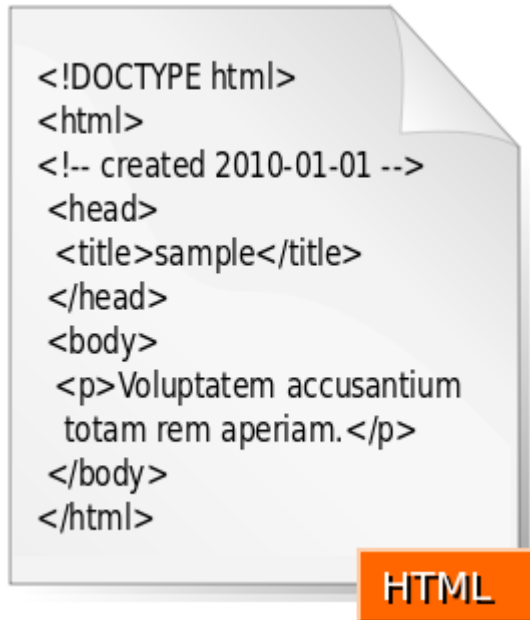 <!DOCTYPE html>
<html>
<!-- created 2010-01-01 -->
<head>
<title>sample</title>
</head>
<body>
<p>Voluptatem accusantium
totam rem aperiam.</p>
</body>
</html>
HTML